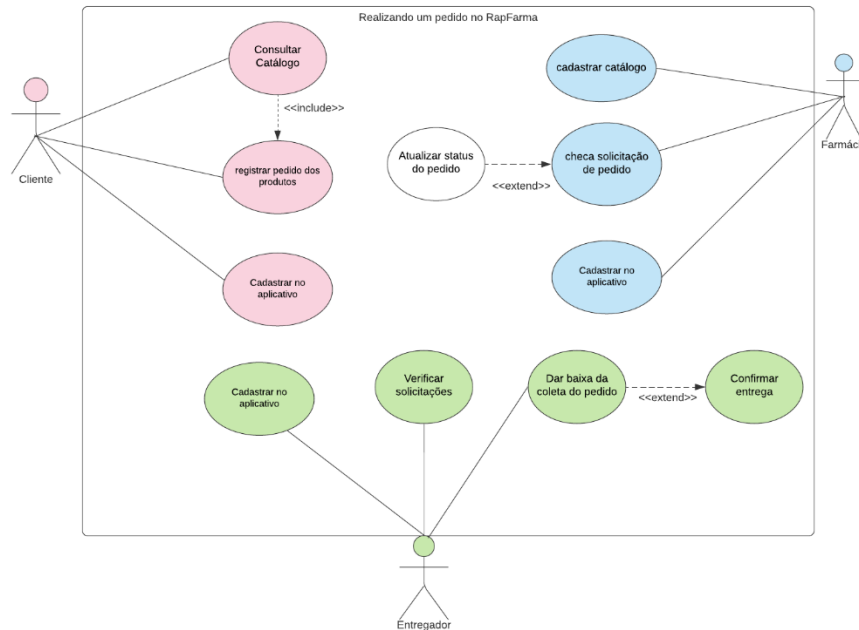 Realizando um pedido no RapFarma
Consultar
Catálogo
<<include>>
registrar pedido dos
produtos
Cadastrar no
aplicativo
Cliente
cadastrar catálogo
Atualizar status
do pedido
<<extend>>
checa solicitação
de pedido
Cadastrar no
aplicativo
Farmác
Cadastrar no
aplicativo
Verificar
solicitações
Dar baixa da
coleta do pedido
<<extend>>
Confirmar
entrega
Entregador